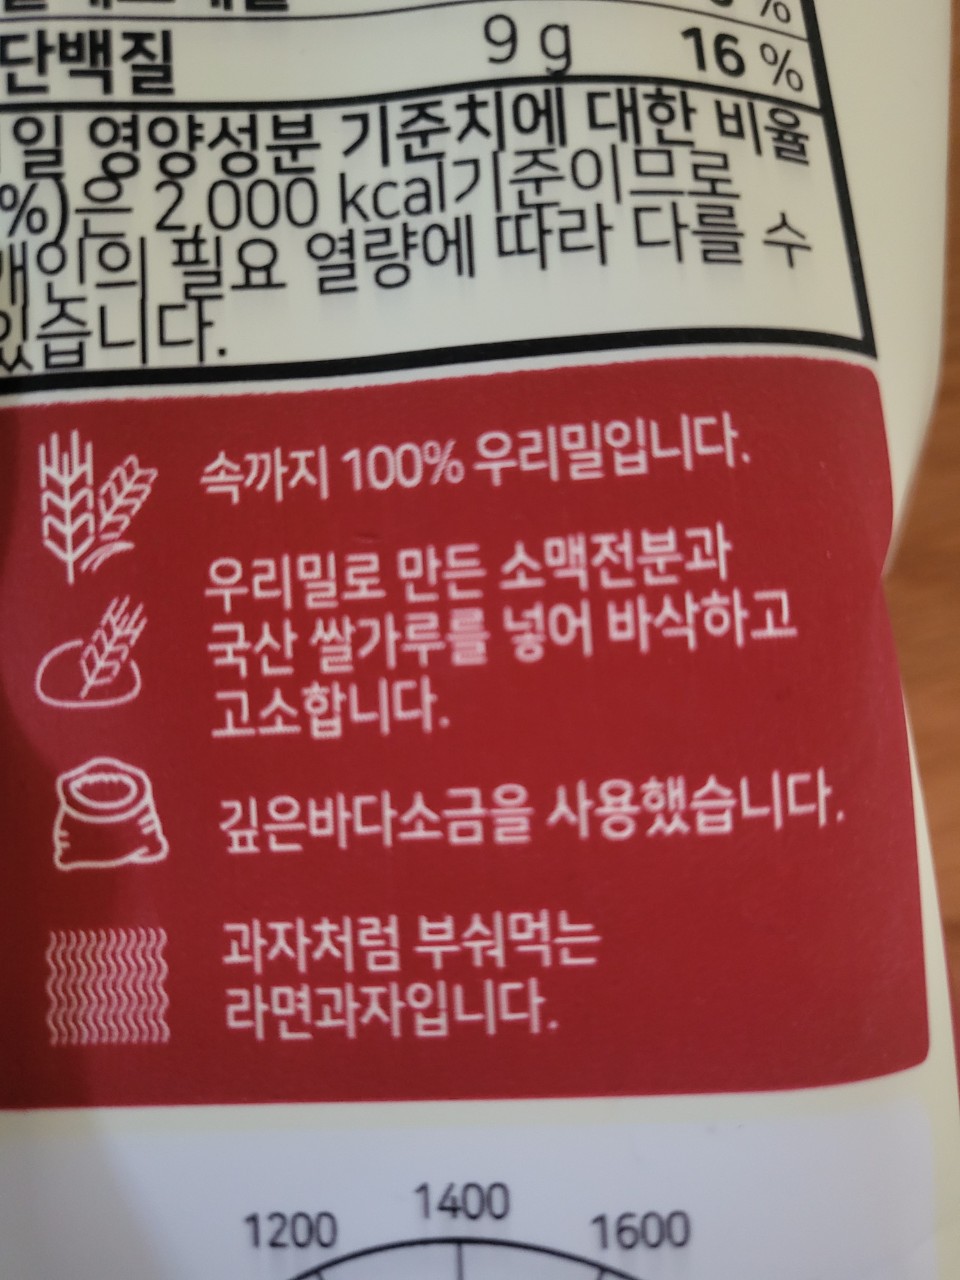 단백질 9 g 16 %
1일 영양성분 기준치에 대한 비율
(%)은 2,000 kcal기준이므로
개인의 필요 열량에 따라 다를 수
있습니다.
속까지 100% 우리밀입니다.
우리밀로 만든 소맥전분과
국산 쌀가루를 넣어 바삭하고
고소합니다.
깊은바다소금을 사용했습니다.
과자처럼 부숴먹는
라면과자입니다.
1200 1400 1600